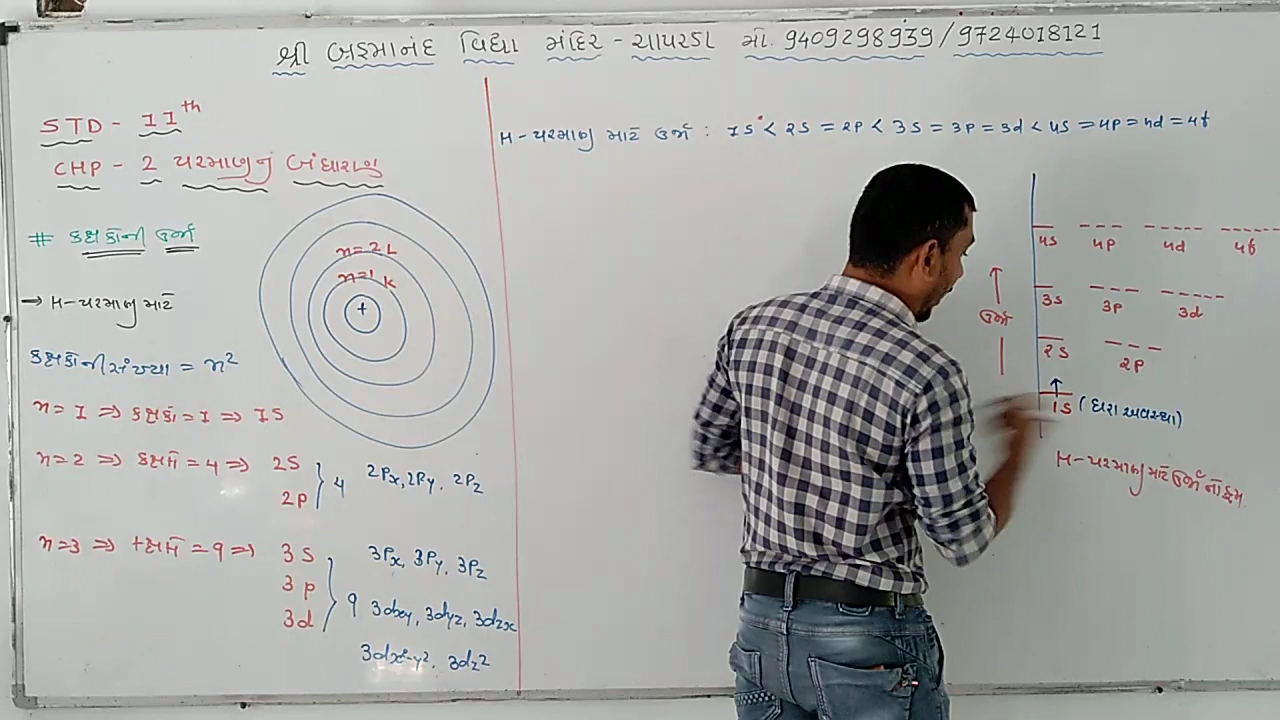 શ્રી બ્રહ્માનંદ વિદ્યા મંદિર - ચાપરડા મો. 9409298939 / 9724018121
STD - 11th
CHP - 2 પરમાણુનું બંધારણ
# કક્ષકોની ઉર્જા
→ H-પરમાણુ માટે
કક્ષકોની સંખ્યા = n²
n=1 ⇒ કક્ષકો = 1 ⇒ 1S
n=2 ⇒ કક્ષકો = 4 ⇒ 2S
2p } 4 2Px, 2Py, 2Pz
n=3 ⇒ કક્ષકો = 9 ⇒ 3S
3p
3d } 9
3Px, 3Py, 3Pz
3dxy, 3dyz, 3dzx
3dx²-y², 3dz²
n=2 L
n=1 K
+
H-પરમાણુ માટે ઉર્જા : 1S < 2S = 2P < 3S = 3P = 3d < 4S = 4P = 4d = 4f
4S 4P 4d 4f
3S 3P 3d
ઉર્જા
2S 2P
1S (ધરા અવસ્થા)
H-પરમાણુ માટે ઉર્જાનો ક્રમ